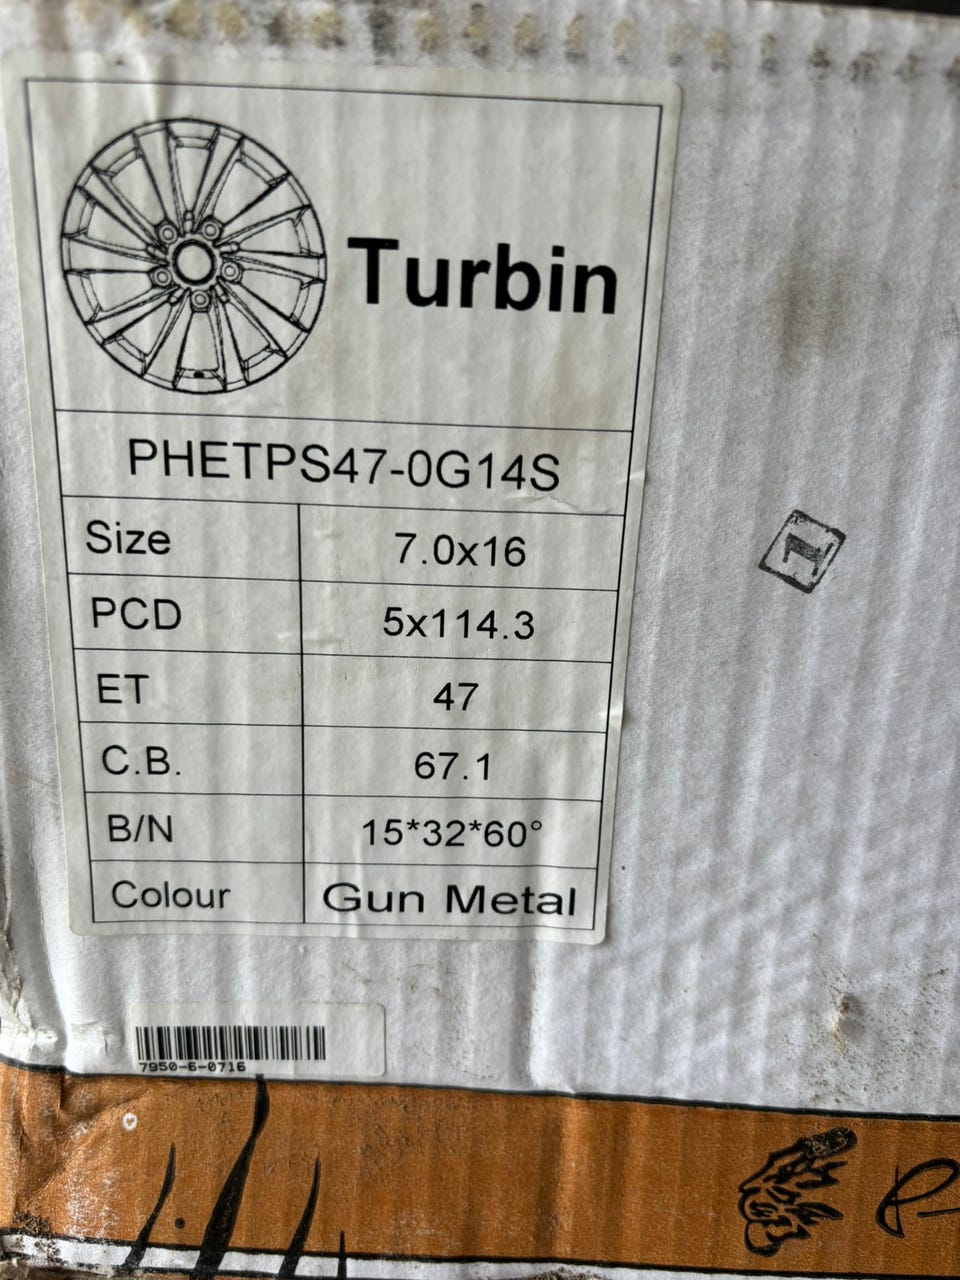 Turbin
PHETPS47-0G14S
Size 7.0x16
PCD 5x114.3
ET 47
C.B. 67.1
B/N 15*32*60°
Colour Gun Metal
1
7950-6-0716